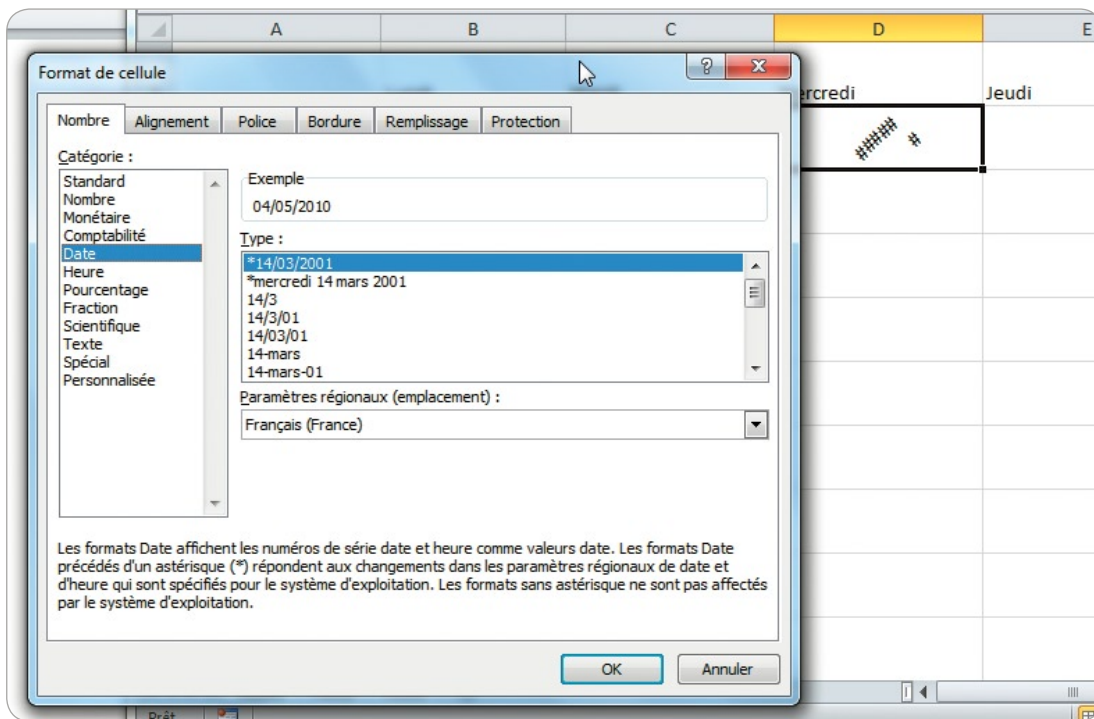 A B C D E
Format de cellule
Jeudi
Nombre Alignement Police Bordure Remplissage Protection
##### #
Catégorie :
Standard
Nombre
Monétaire
Comptabilité
Date
Heure
Pourcentage
Fraction
Scientifique
Texte
Spécial
Personnalisée
Exemple
04/05/2010
Type :
*14/03/2001
*mercredi 14 mars 2001
14/3
14/3/01
14/03/01
14-mars
14-mars-01
Paramètres régionaux (emplacement) :
Français (France)
Les formats Date affichent les numéros de série date et heure comme valeurs date. Les formats Date
précédés d'un astérisque (*) répondent aux changements dans les paramètres régionaux de date et
d'heure qui sont spécifiés pour le système d'exploitation. Les formats sans astérisque ne sont pas affectés
par le système d'exploitation.
OK Annuler
Prêt